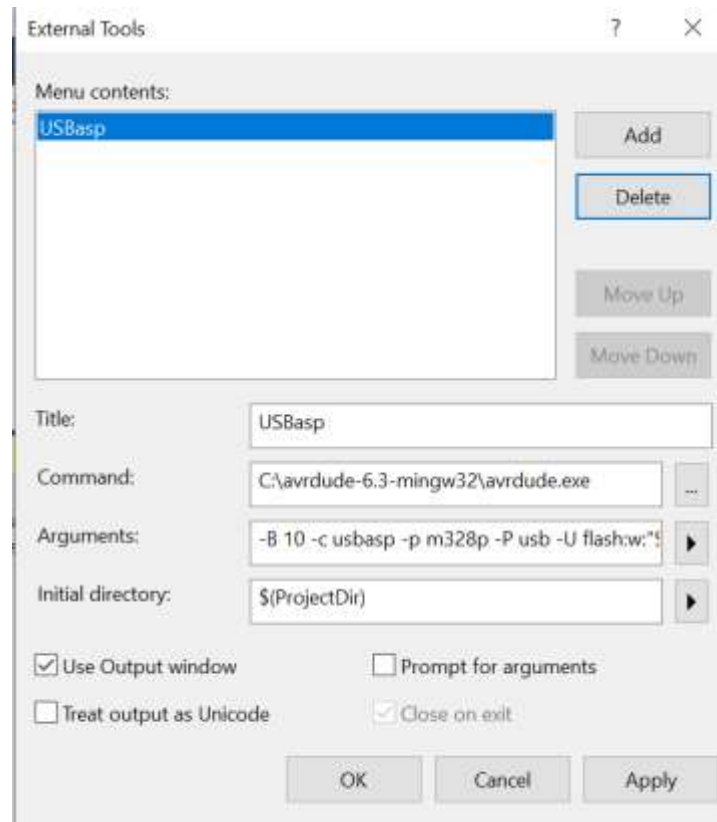 External Tools
?
Menu contents:
USBasp
Add
Delete
Move Up
Move Down
Title:
USBasp
Command:
C:\avrdude-6.3-mingw32\avrdude.exe
...
Arguments:
-B 10 -c usbasp -p m328p -P usb -U flash:w:"
Initial directory:
$(ProjectDir)
Use Output window
Prompt for arguments
Treat output as Unicode
Close on exit
OK
Cancel
Apply